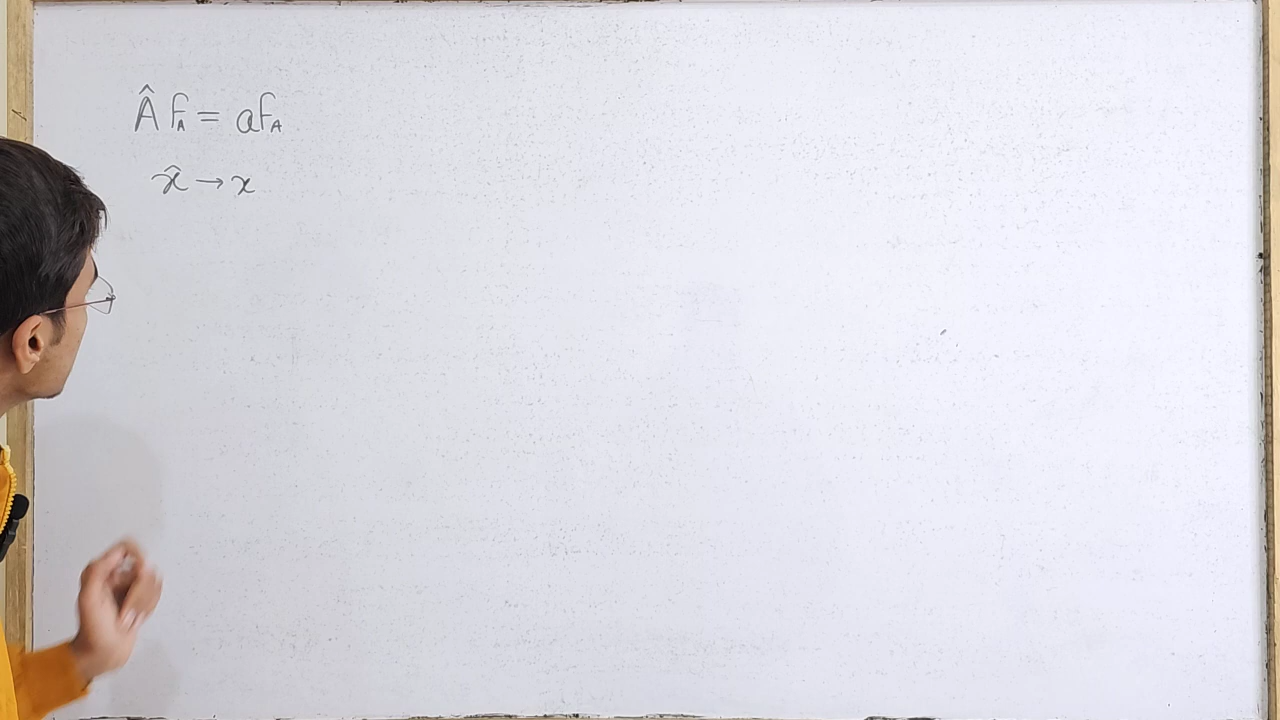 Â f_A = a f_A
x̂ → x